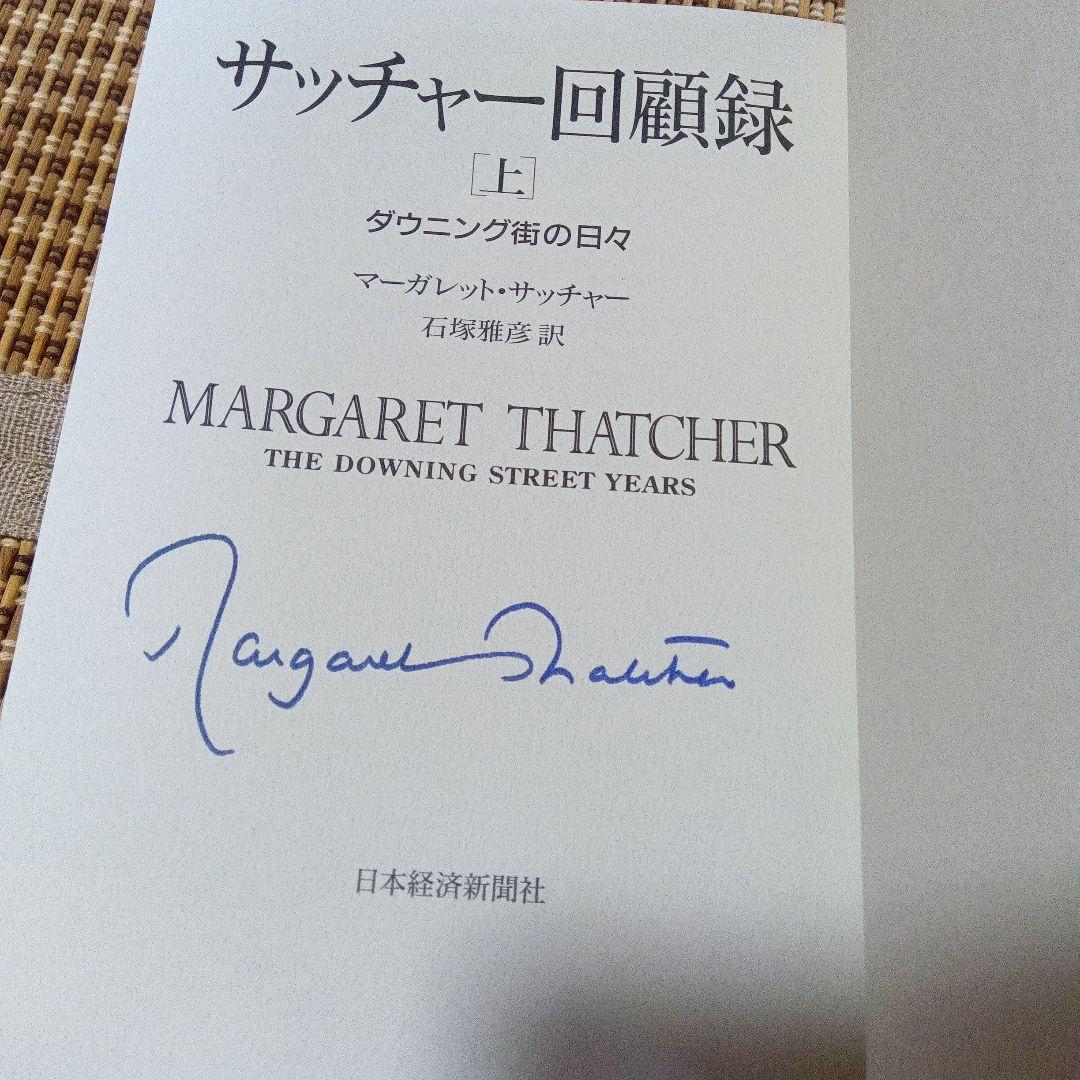 サッチャー回顧録
[上]
ダウニング街の日々
マーガレット・サッチャー
石塚雅彦 訳
MARGARET THATCHER
THE DOWNING STREET YEARS
Margaret Thatcher
日本経済新聞社